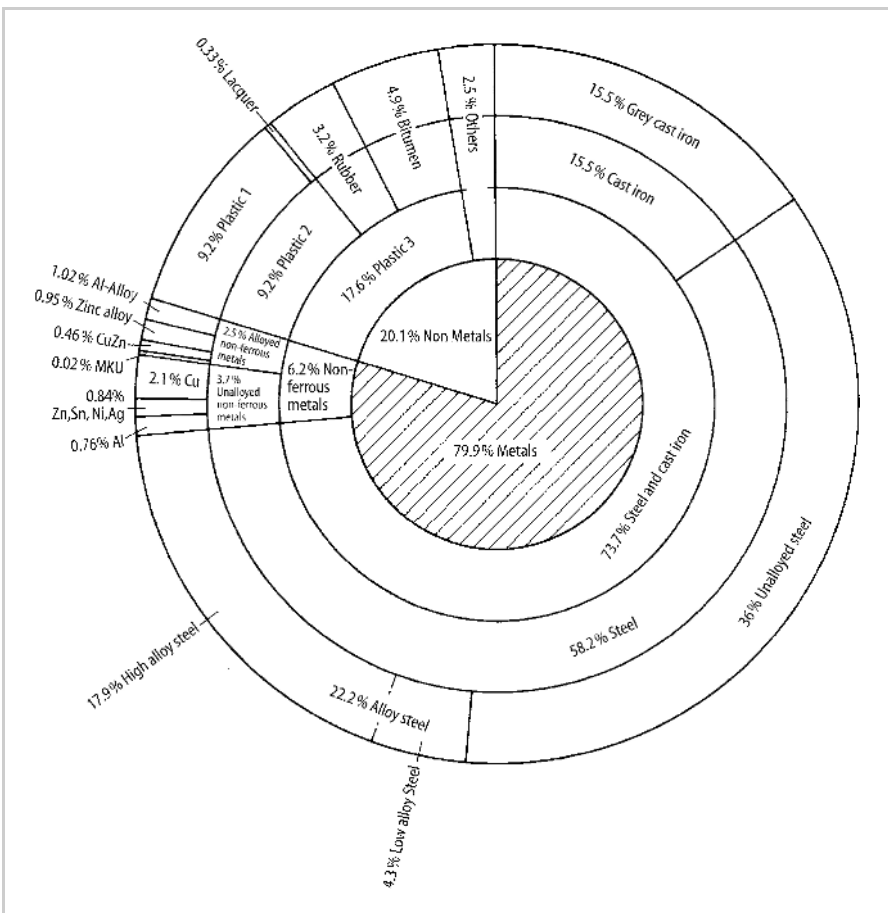 0.33% Lacquer
3.2% Rubber
4.9% Bitumen
2.5% Others
15.5% Grey cast iron
15.5% Cast iron
9.2% Plastic 1
9.2% Plastic 2
17.6% Plastic 3
20.1% Non Metals
1.02% Al-Alloy
0.95% Zinc alloy
0.46% CuZn
0.02% MKU
2.1% Cu
0.84%
Zn,Sn, Ni,Ag
0.76% Al
2.5% Alloyed
non-ferrous
metals
3.7%
Unalloyed
non-ferrous
metals
6.2% Non-
ferrous
metals
79.9% Metals
73.7% Steel and cast iron
58.2% Steel
36% Unalloyed steel
22.2% Alloy steel
17.9% High alloy steel
4.3% Low alloy Steel